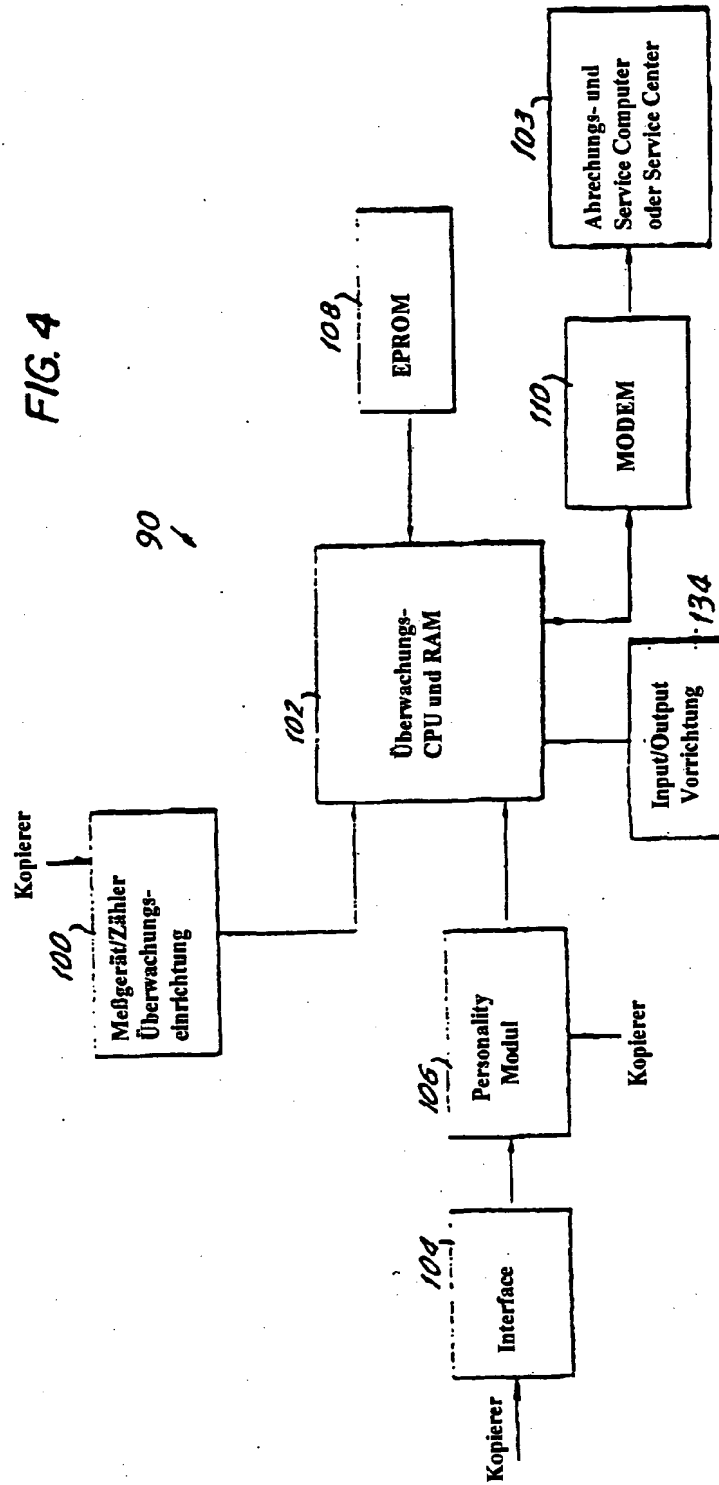 FIG. 4
90
Kopierer
100
Meßgerät/Zähler
Überwachungs-
einrichtung
102
Überwachungs-
CPU und RAM
108
EPROM
103
Abrechungs- und
Service Computer
oder Service Center
110
MODEM
134
Input/Output
Vorrichtung
106
Personality
Modul
Kopierer
104
Interface
Kopierer